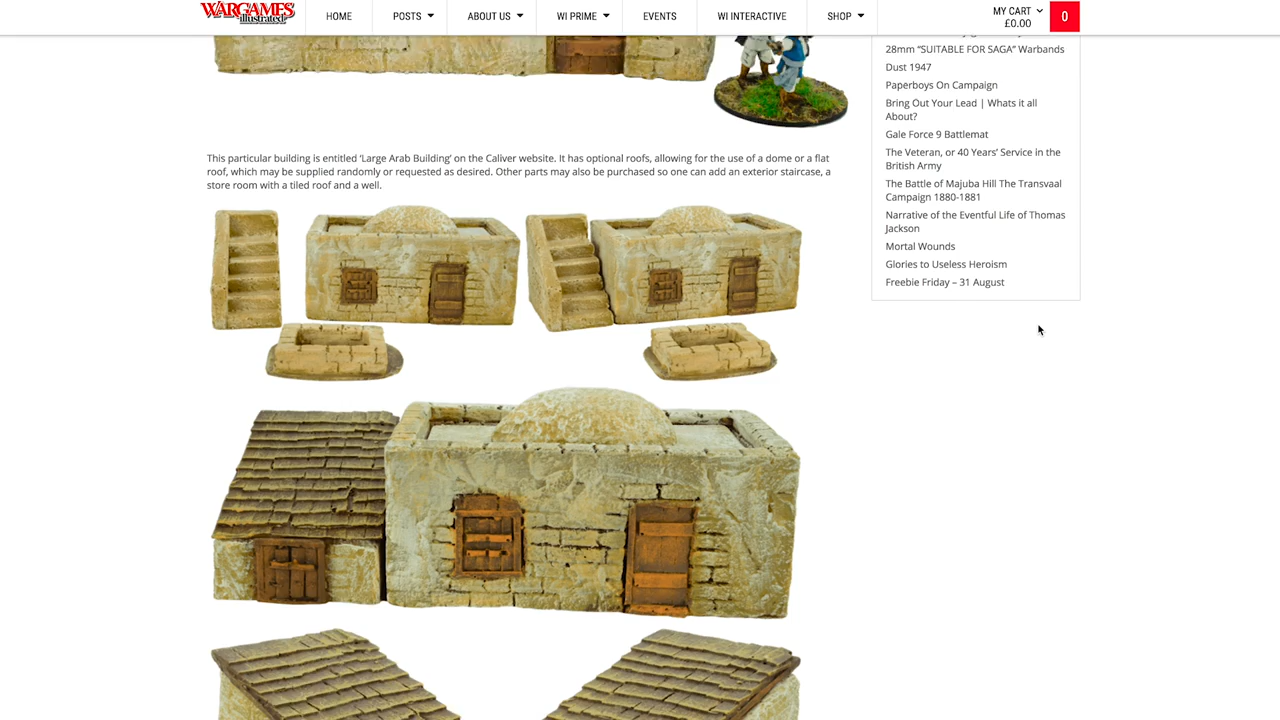 WARGAMES
illustrated
HOME
POSTS
ABOUT US
WI PRIME
EVENTS
WI INTERACTIVE
SHOP
MY CART
£0.00
0
28mm “SUITABLE FOR SAGA” Warbands
Dust 1947
Paperboys On Campaign
Bring Out Your Lead | Whats it all
About?
Gale Force 9 Battlemat
The Veteran, or 40 Years’ Service in the
British Army
The Battle of Majuba Hill The Transvaal
Campaign 1880-1881
Narrative of the Eventful Life of Thomas
Jackson
Mortal Wounds
Glories to Useless Heroism
Freebie Friday – 31 August
This particular building is entitled ‘Large Arab Building’ on the Caliver website. It has optional roofs, allowing for the use of a dome or a flat
roof, which may be supplied randomly or requested as desired. Other parts may also be purchased so one can add an exterior staircase, a
store room with a tiled roof and a well.